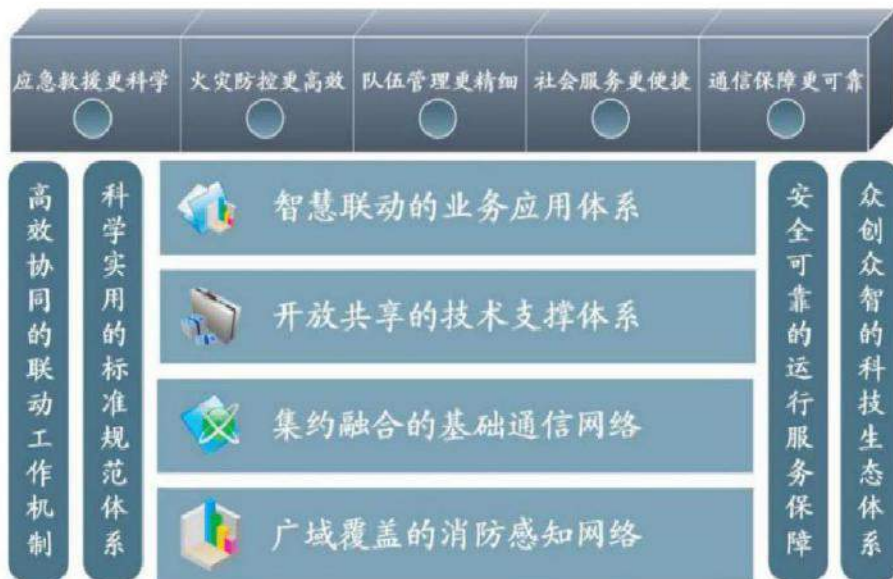 应急救援更科学
火灾防控更高效
队伍管理更精细
社会服务更便捷
通信保障更可靠
高效协同的联动工作机制
科学实用的标准规范体系
智慧联动的业务应用体系
开放共享的技术支撑体系
集约融合的基础通信网络
广域覆盖的消防感知网络
安全可靠的运行服务保障
众创众智的科技生态体系